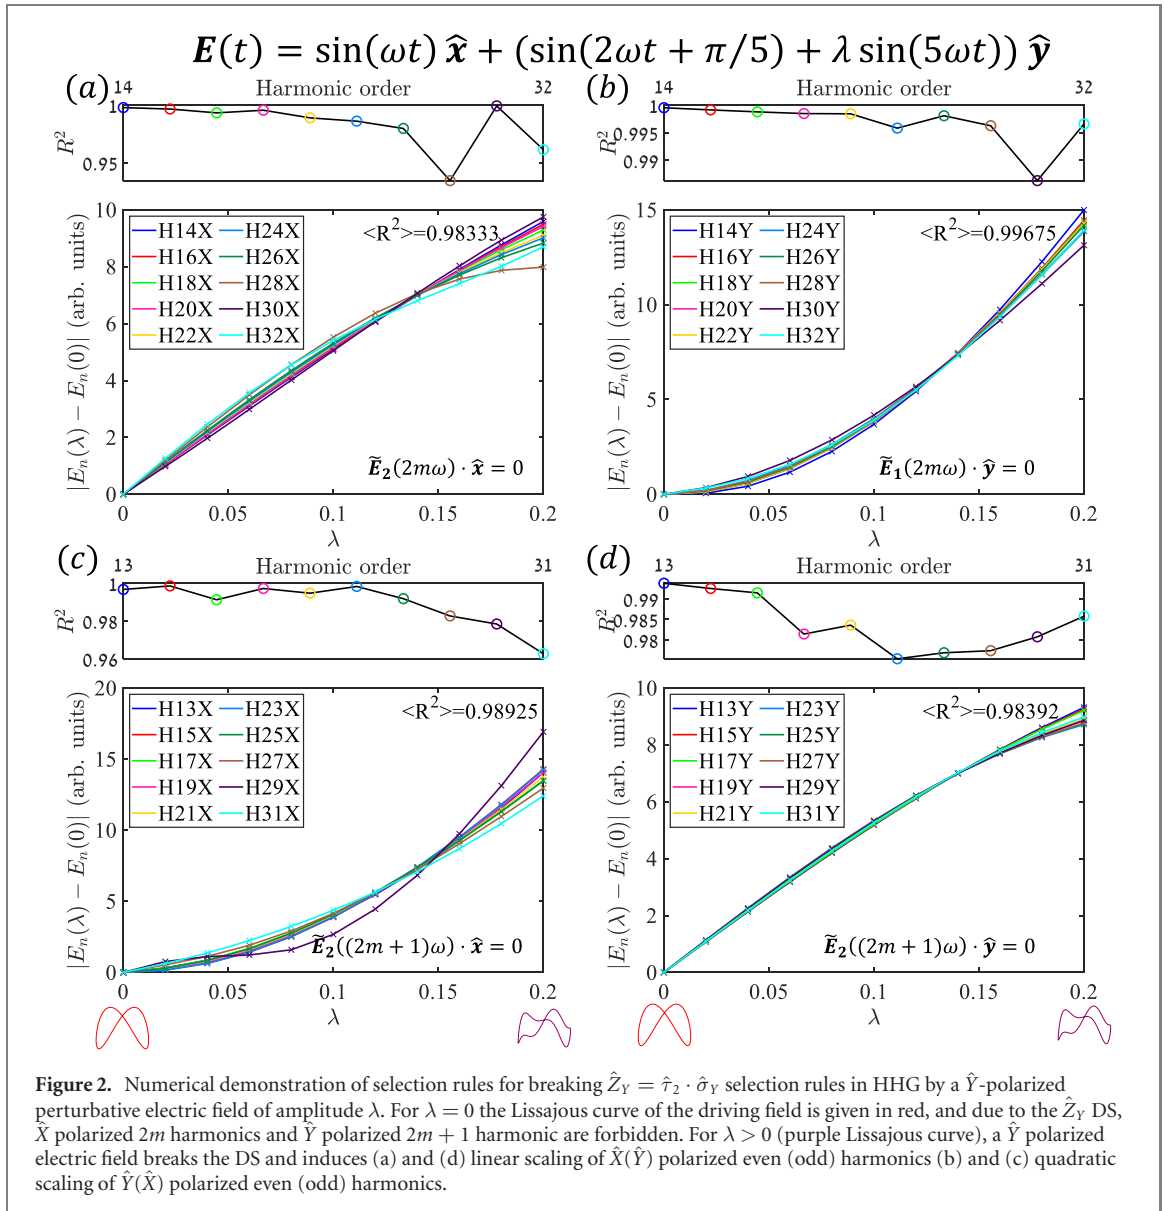 E(t) = sin(ωt) x̂ + (sin(2ωt + π/5) + λ sin(5ωt)) ŷ
(a)
14 Harmonic order 32
1
0.95
R²
10
8
6
4
2
0
|Eₙ(λ) − Eₙ(0)| (arb. units)
H14X H24X
H16X H26X
H18X H28X
H20X H30X
H22X H32X
<R²>=0.98333
Ẽ₂(2mω) · x̂ = 0
0 0.05 0.1 0.15 0.2
λ
(b)
14 Harmonic order 32
1
0.995
0.99
R²
15
10
5
0
|Eₙ(λ) − Eₙ(0)| (arb. units)
H14Y H24Y
H16Y H26Y
H18Y H28Y
H20Y H30Y
H22Y H32Y
<R²>=0.99675
Ẽ₁(2mω) · ŷ = 0
0 0.05 0.1 0.15 0.2
λ
(c)
13 Harmonic order 31
1
0.98
0.96
R²
20
15
10
5
0
|Eₙ(λ) − Eₙ(0)| (arb. units)
H13X H23X
H15X H25X
H17X H27X
H19X H29X
H21X H31X
<R²>=0.98925
Ẽ₂((2m + 1)ω) · x̂ = 0
0 0.05 0.1 0.15 0.2
λ
(d)
13 Harmonic order 31
0.99
0.985
0.98
R²
10
8
6
4
2
0
|Eₙ(λ) − Eₙ(0)| (arb. units)
H13Y H23Y
H15Y H25Y
H17Y H27Y
H19Y H29Y
H21Y H31Y
<R²>=0.98392
Ẽ₂((2m + 1)ω) · ŷ = 0
0 0.05 0.1 0.15 0.2
λ
Figure 2. Numerical demonstration of selection rules for breaking Ẑ_Y = τ̂₂ · σ̂_Y selection rules in HHG by a Ŷ-polarized
perturbative electric field of amplitude λ. For λ = 0 the Lissajous curve of the driving field is given in red, and due to the Ẑ_Y DS,
X̂ polarized 2m harmonics and Ŷ polarized 2m + 1 harmonic are forbidden. For λ > 0 (purple Lissajous curve), a Ŷ polarized
electric field breaks the DS and induces (a) and (d) linear scaling of X̂(Ŷ) polarized even (odd) harmonics (b) and (c) quadratic
scaling of Ŷ(X̂) polarized even (odd) harmonics.